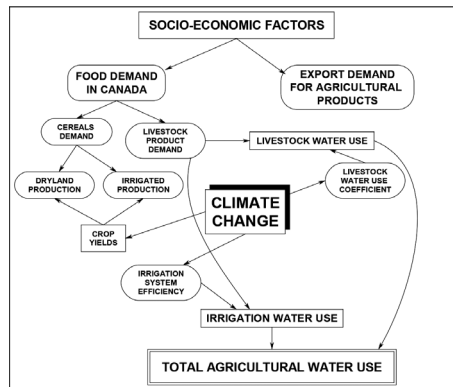 SOCIO-ECONOMIC FACTORS
FOOD DEMAND
IN CANADA
EXPORT DEMAND
FOR AGRICULTURAL
PRODUCTS
CEREALS
DEMAND
LIVESTOCK
PRODUCT
DEMAND
LIVESTOCK WATER USE
DRYLAND
PRODUCTION
IRRIGATED
PRODUCTION
LIVESTOCK
WATER USE
COEFFICIENT
CLIMATE
CHANGE
CROP
YIELDS
IRRIGATION
SYSTEM
EFFICIENCY
IRRIGATION WATER USE
TOTAL AGRICULTURAL WATER USE